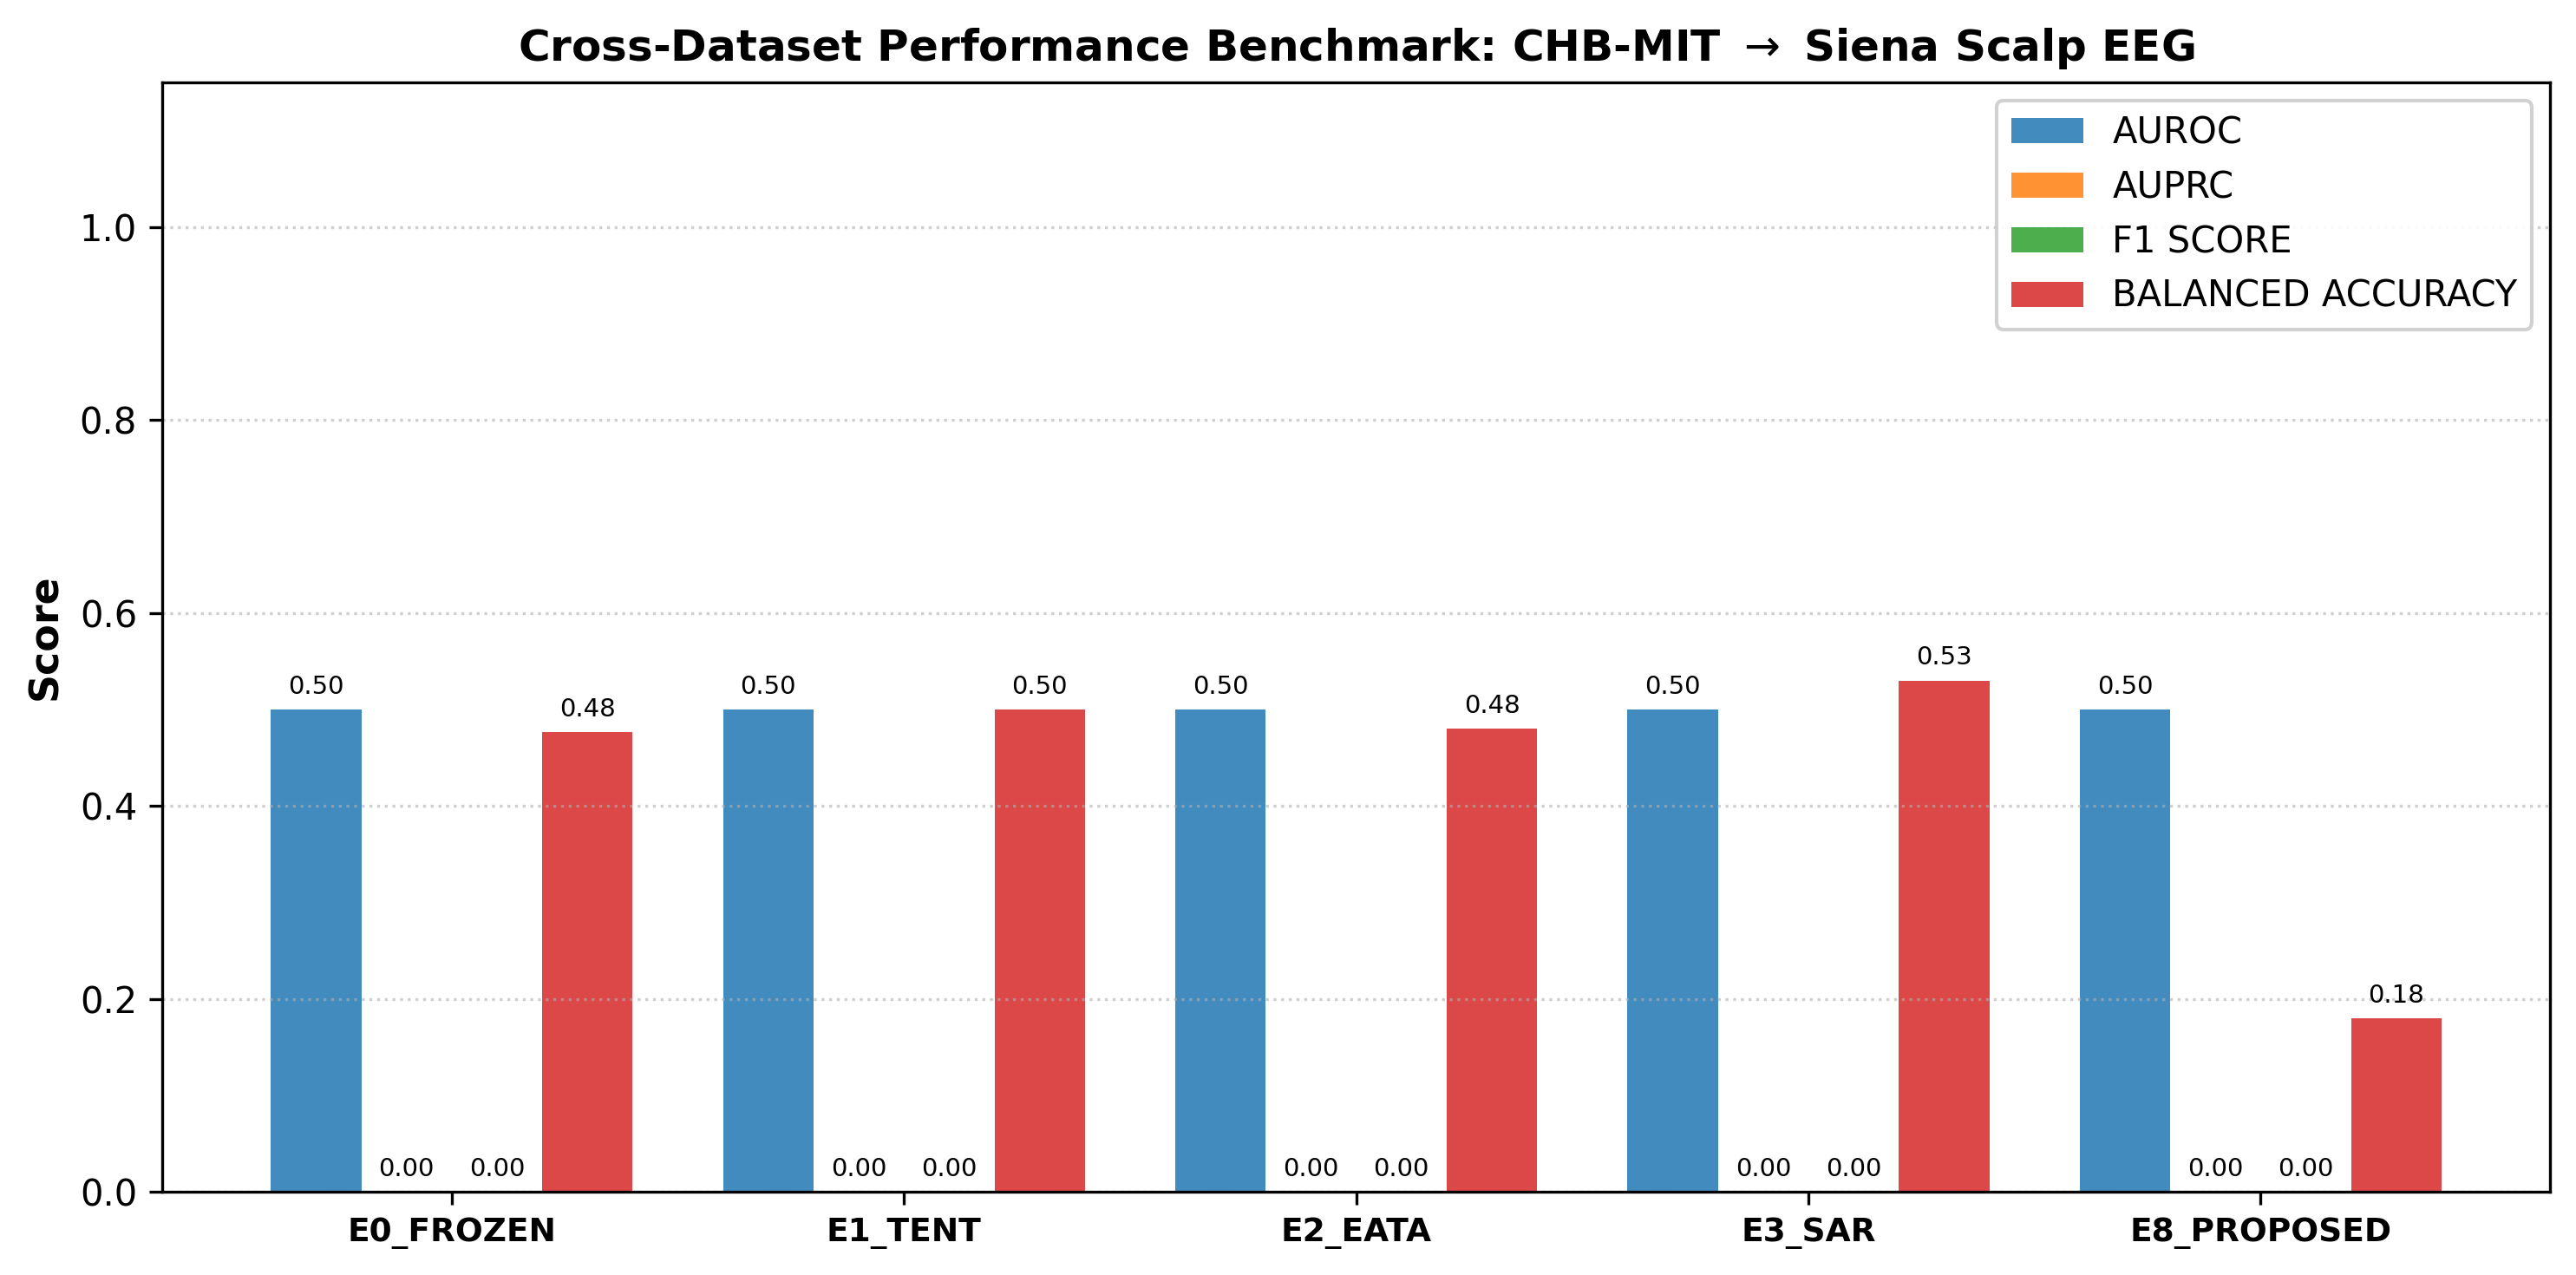 Cross-Dataset Performance Benchmark: CHB-MIT → Siena Scalp EEG
AUROC
AUPRC
F1 SCORE
BALANCED ACCURACY
Score
1.0
0.8
0.6
0.4
0.2
0.0
0.50 0.00 0.00 0.48
0.50 0.00 0.00 0.50
0.50 0.00 0.00 0.48
0.50 0.00 0.00 0.53
0.50 0.00 0.00 0.18
E0_FROZEN E1_TENT E2_EATA E3_SAR E8_PROPOSED